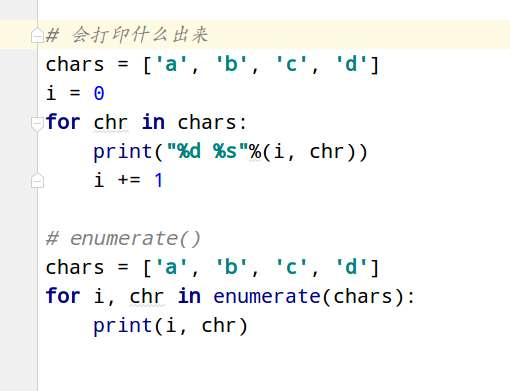 # 会打印什么出来
chars = ['a', 'b', 'c', 'd']
i = 0
for chr in chars:
    print("%d %s"%(i, chr))
    i += 1

# enumerate()
chars = ['a', 'b', 'c', 'd']
for i, chr in enumerate(chars):
    print(i, chr)